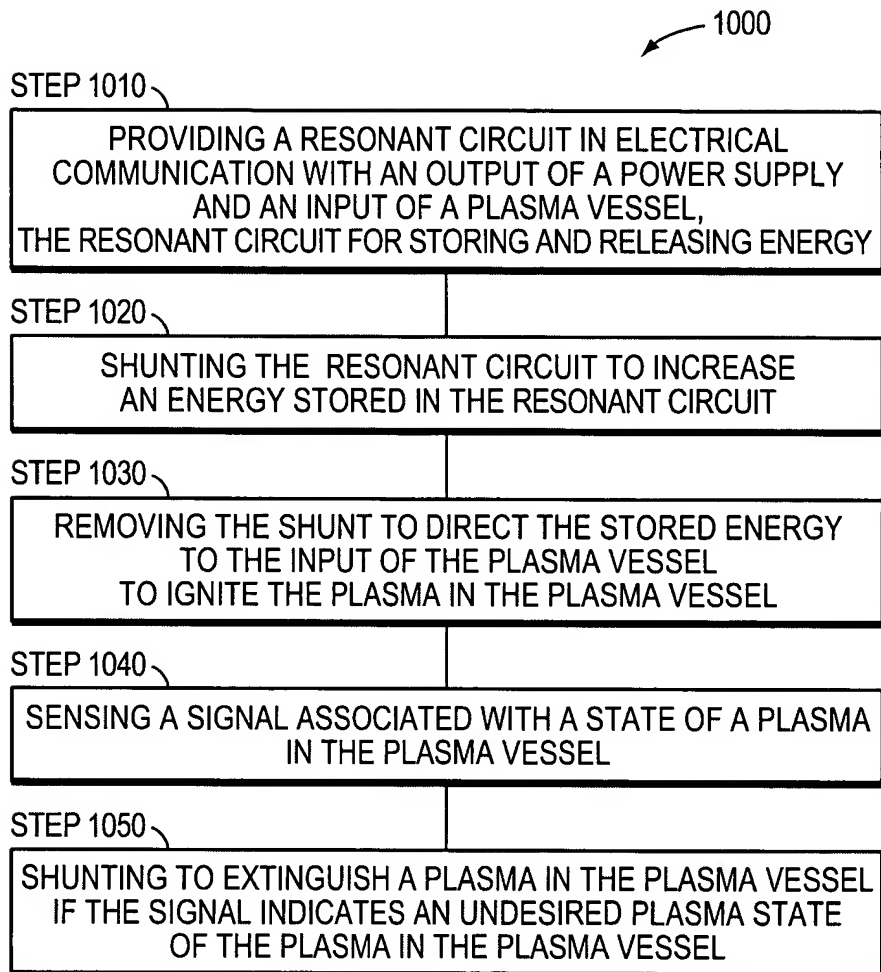 1000
STEP 1010
PROVIDING A RESONANT CIRCUIT IN ELECTRICAL
COMMUNICATION WITH AN OUTPUT OF A POWER SUPPLY
AND AN INPUT OF A PLASMA VESSEL,
THE RESONANT CIRCUIT FOR STORING AND RELEASING ENERGY
STEP 1020
SHUNTING THE RESONANT CIRCUIT TO INCREASE
AN ENERGY STORED IN THE RESONANT CIRCUIT
STEP 1030
REMOVING THE SHUNT TO DIRECT THE STORED ENERGY
TO THE INPUT OF THE PLASMA VESSEL
TO IGNITE THE PLASMA IN THE PLASMA VESSEL
STEP 1040
SENSING A SIGNAL ASSOCIATED WITH A STATE OF A PLASMA
IN THE PLASMA VESSEL
STEP 1050
SHUNTING TO EXTINGUISH A PLASMA IN THE PLASMA VESSEL
IF THE SIGNAL INDICATES AN UNDESIRED PLASMA STATE
OF THE PLASMA IN THE PLASMA VESSEL